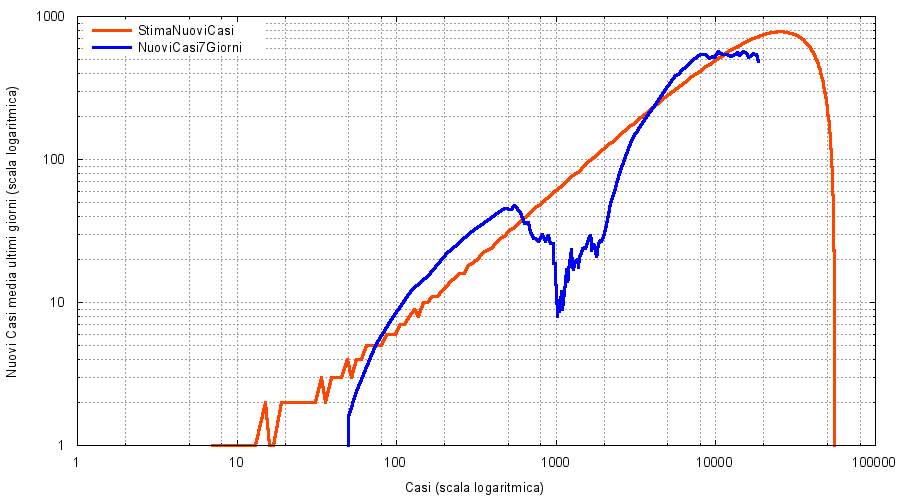 1000
StimaNuoviCasi
NuoviCasi7Giorni
100
Nuovi Casi media ultimi giorni (scala logaritmica)
10
1
1 10 100 1000 10000 100000
Casi (scala logaritmica)